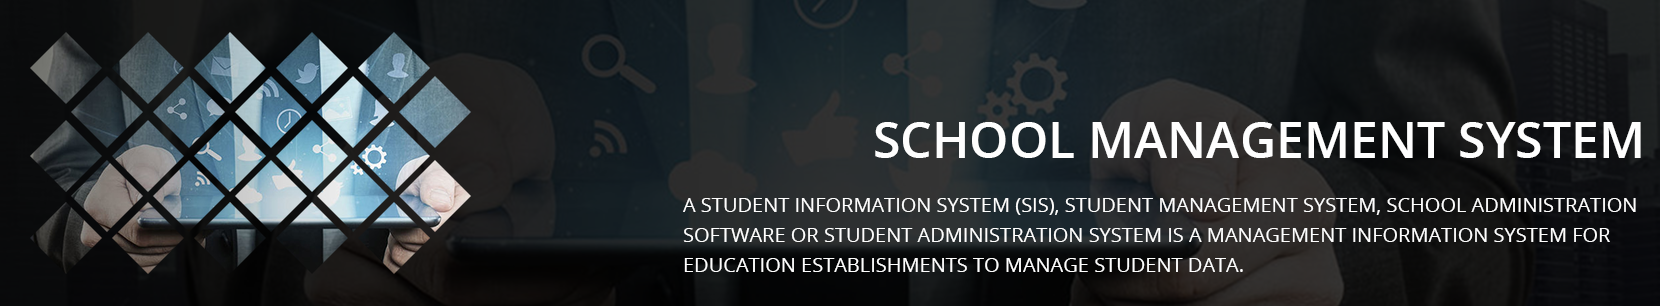 SCHOOL MANAGEMENT SYSTEM
A STUDENT INFORMATION SYSTEM (SIS), STUDENT MANAGEMENT SYSTEM, SCHOOL ADMINISTRATION
SOFTWARE OR STUDENT ADMINISTRATION SYSTEM IS A MANAGEMENT INFORMATION SYSTEM FOR
EDUCATION ESTABLISHMENTS TO MANAGE STUDENT DATA.